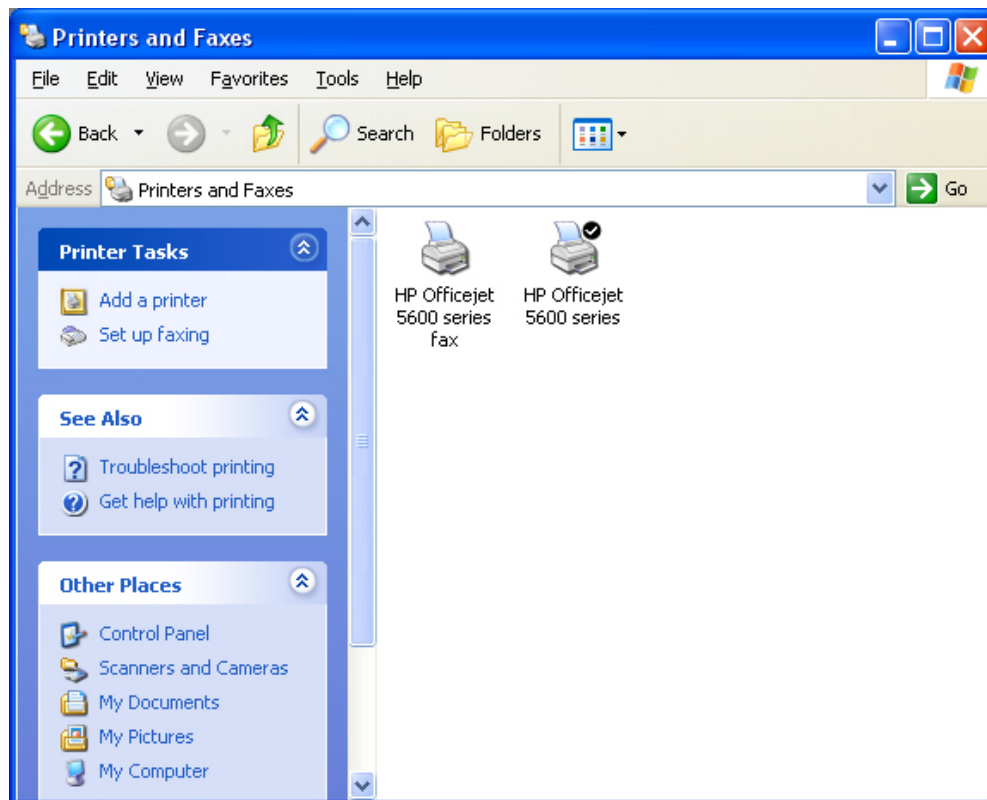 Printers and Faxes
File Edit View Favorites Tools Help
Back Search Folders
Address Printers and Faxes Go
Printer Tasks
Add a printer
Set up faxing
See Also
Troubleshoot printing
Get help with printing
Other Places
Control Panel
Scanners and Cameras
My Documents
My Pictures
My Computer
HP Officejet
5600 series
fax
HP Officejet
5600 series